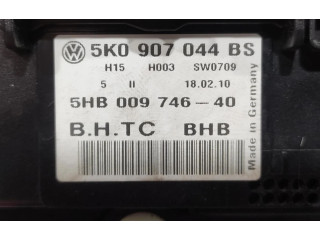 5K0 907 044 BS
H15 H003 SW0709
5 II 18.02.10
5HB 009 746-40
B.H.TC BHB
Made in Germany